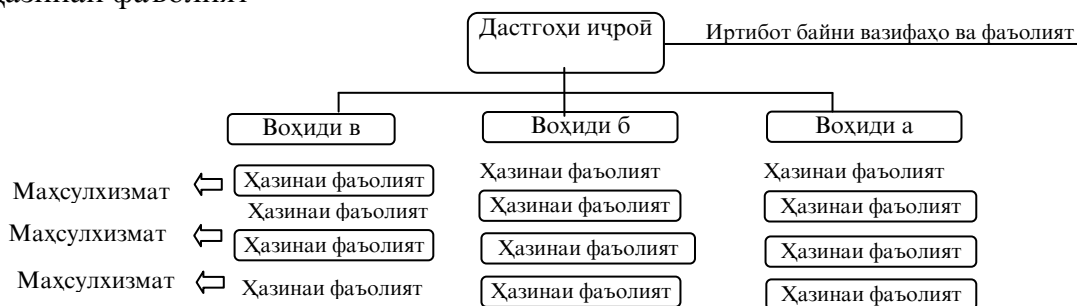 ҳазинаи фаъолият
Дастгоҳи иҷроӣ
Иртибот байни вазифаҳо ва фаъолият
Воҳиди в
Воҳиди б
Воҳиди а
Маҳсулхизмат
Ҳазинаи фаъолият
Ҳазинаи фаъолият
Ҳазинаи фаъолият
Ҳазинаи фаъолият
Ҳазинаи фаъолият
Ҳазинаи фаъолият
Маҳсулхизмат
Ҳазинаи фаъолият
Ҳазинаи фаъолият
Ҳазинаи фаъолият
Маҳсулхизмат
Ҳазинаи фаъолият
Ҳазинаи фаъолият
Ҳазинаи фаъолият